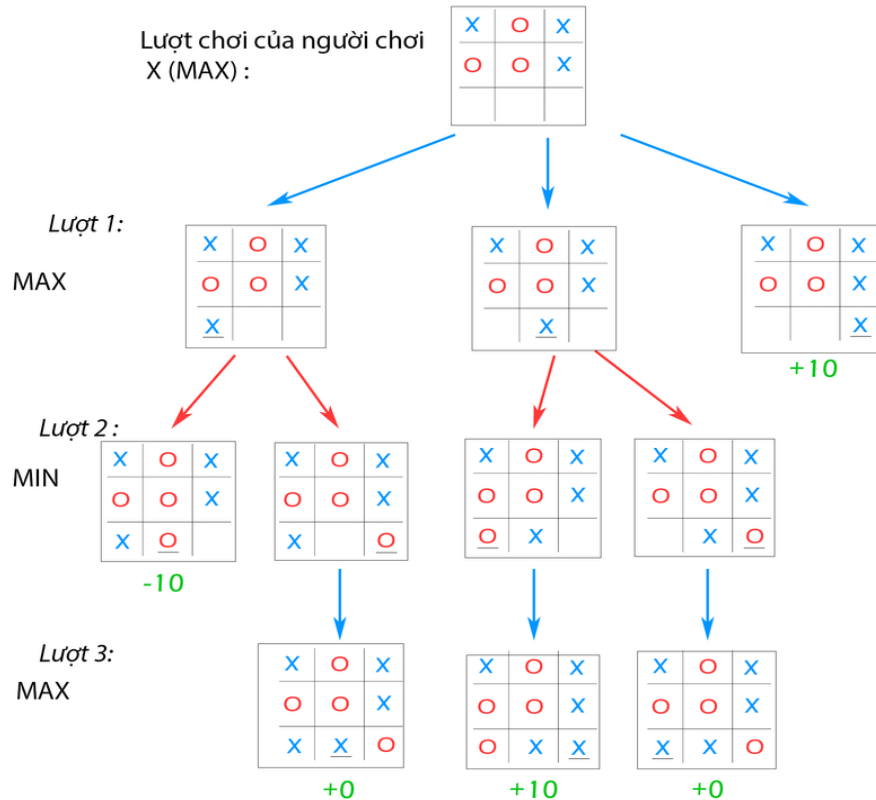 Lượt chơi của người chơi
X (MAX) :
X O X
O O X
Lượt 1:
MAX
X O X
O O X
X
X O X
O O X
X
X O X
O O X
X
+10
Lượt 2 :
MIN
X O X
O O X
X O
-10
X O X
O O X
X O
X O X
O O X
O X
X O X
O O X
X O
Lượt 3:
MAX
X O X
O O X
X X O
+0
X O X
O O X
O X X
+10
X O X
O O X
X X O
+0